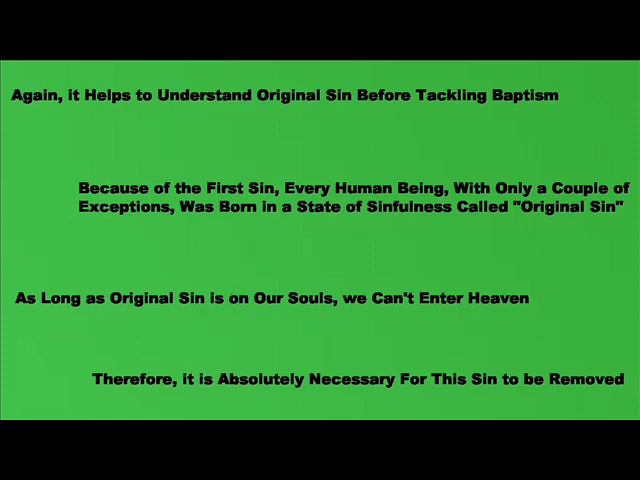 Again, it Helps to Understand Original Sin Before Tackling Baptism
Because of the First Sin, Every Human Being, With Only a Couple of
Exceptions, Was Born in a State of Sinfulness Called "Original Sin"
As Long as Original Sin is on Our Souls, we Can't Enter Heaven
Therefore, it is Absolutely Necessary For This Sin to be Removed